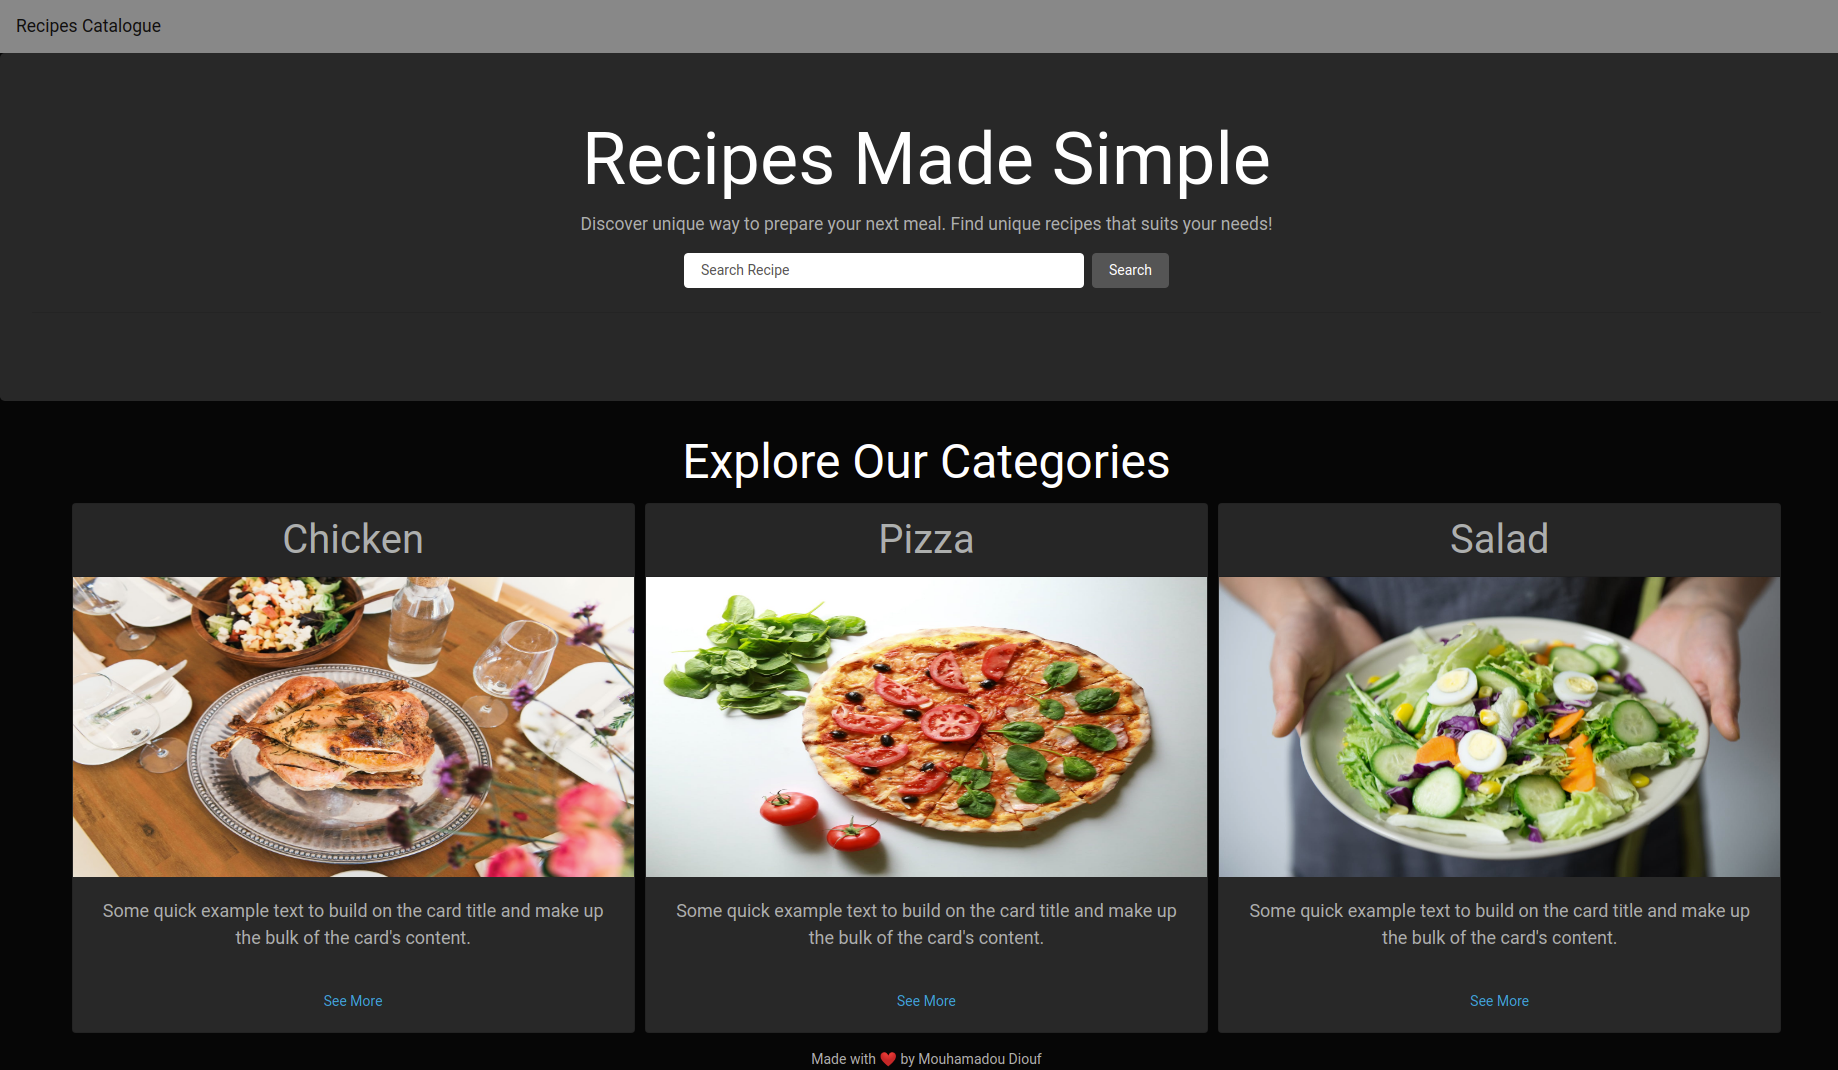 Recipes Catalogue
Recipes Made Simple
Discover unique way to prepare your next meal. Find unique recipes that suits your needs!
Search Recipe
Search
Explore Our Categories
Chicken
Pizza
Salad
Some quick example text to build on the card title and make up
the bulk of the card's content.
See More
Some quick example text to build on the card title and make up
the bulk of the card's content.
See More
Some quick example text to build on the card title and make up
the bulk of the card's content.
See More
Made with ❤️ by Mouhamadou Diouf